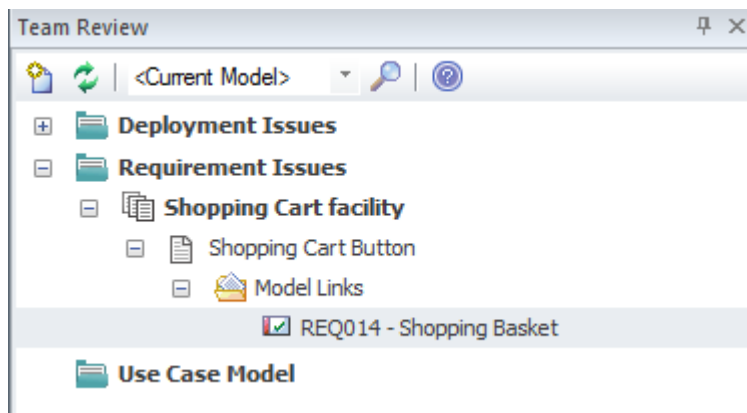 Team Review
<Current Model>
Deployment Issues
Requirement Issues
Shopping Cart facility
Shopping Cart Button
Model Links
REQ014 - Shopping Basket
Use Case Model